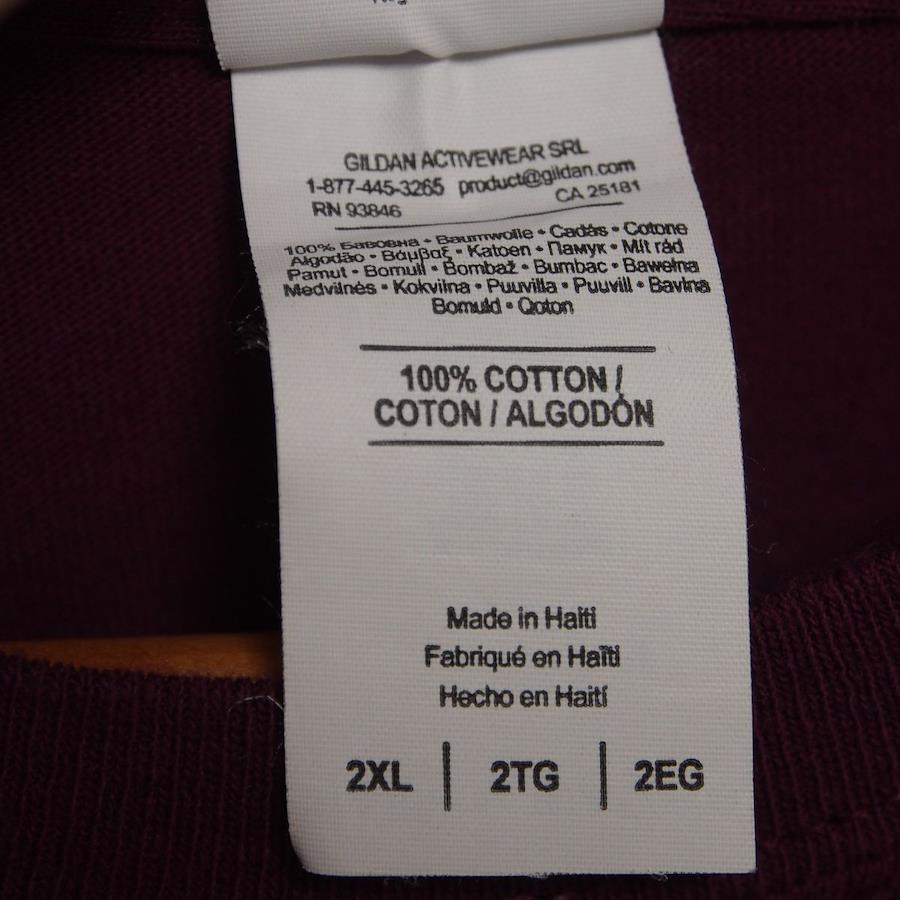 GILDAN ACTIVEWEAR SRL
1-877-445-3265 product@gildan.com
RN 93846 CA 25181
100% Бавовна • Baumwolle • Cadás • Cotone
Algodão • Βάμβαξ • Katoen • Памук • Mit rád
Pamut • Bomull • Bombaž • Bumbac • Bawełna
Medvilnės • Kokvilna • Puuvilla • Puuvill • Bavlna
Bomuld • Qoton
100% COTTON /
COTON / ALGODÓN
Made in Haiti
Fabriqué en Haïti
Hecho en Haití
2XL | 2TG | 2EG